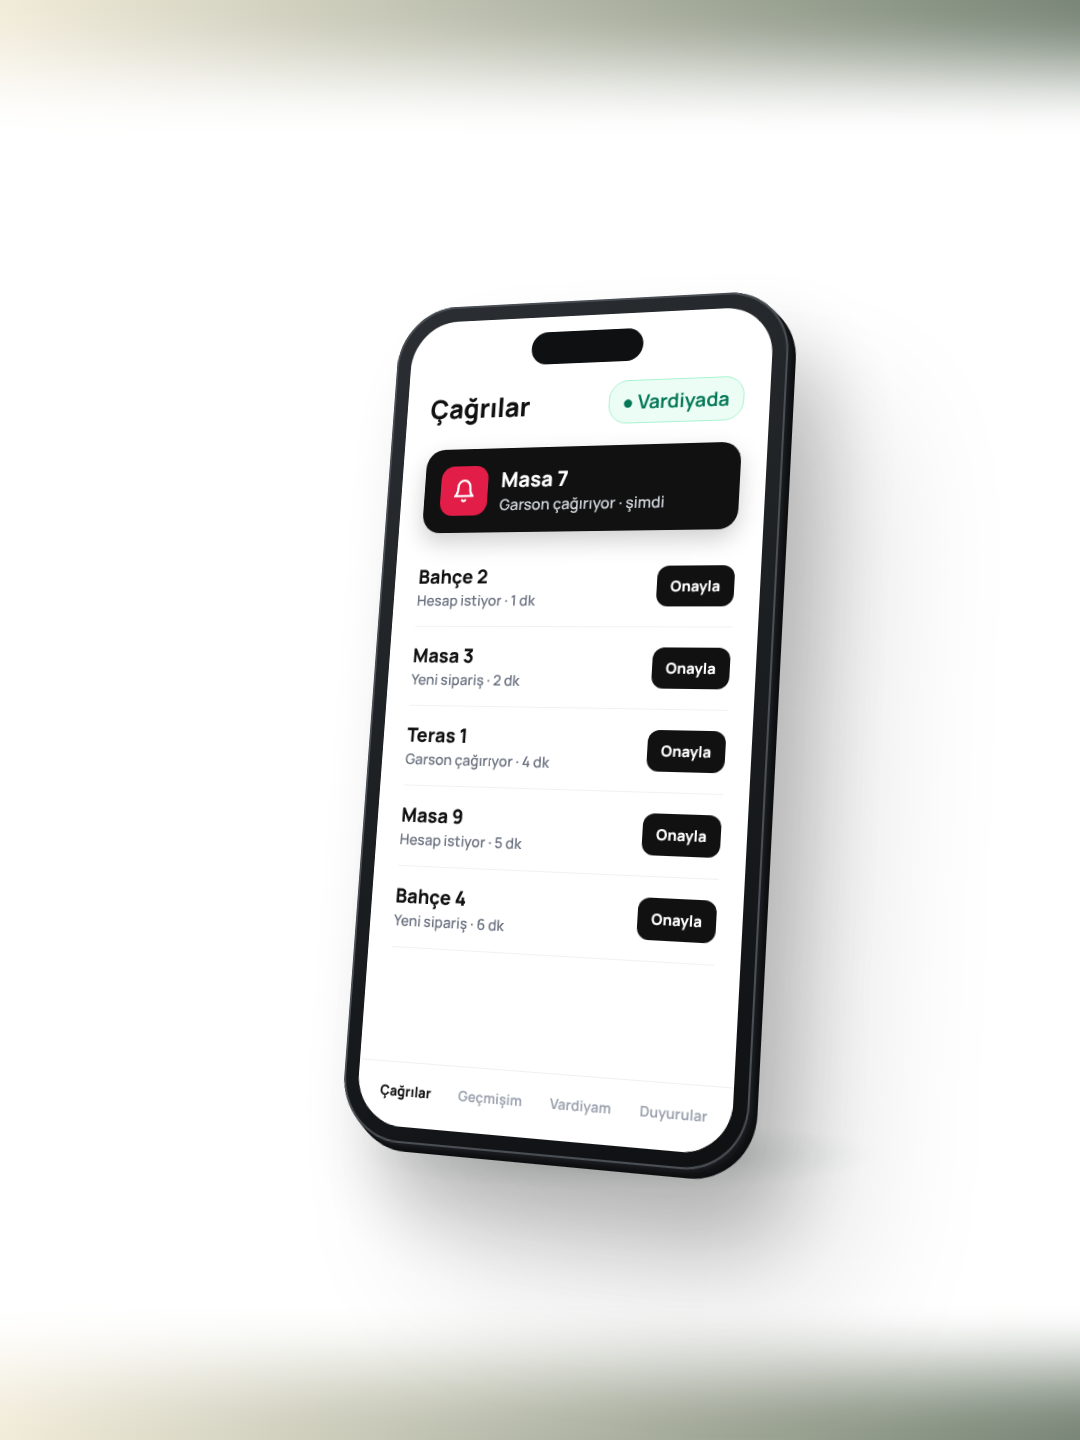 Çağrılar
● Vardiyada
Masa 7
Garson çağırıyor · şimdi
Bahçe 2
Hesap istiyor · 1 dk
Onayla
Masa 3
Yeni sipariş · 2 dk
Onayla
Teras 1
Garson çağırıyor · 4 dk
Onayla
Masa 9
Hesap istiyor · 5 dk
Onayla
Bahçe 4
Yeni sipariş · 6 dk
Onayla
Çağrılar Geçmişim Vardiyam Duyurular